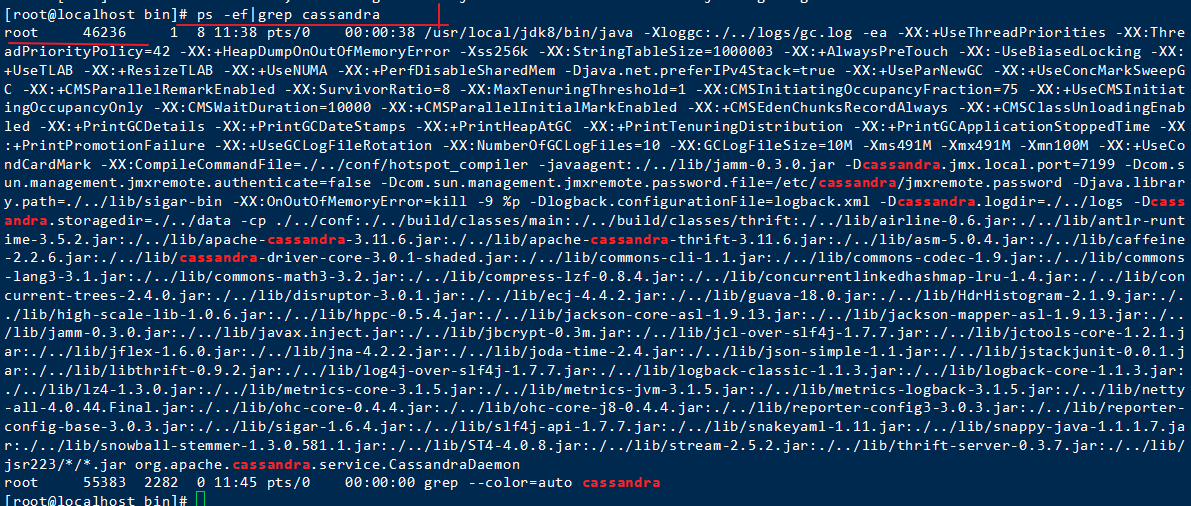 [root@localhost bin]# ps -ef|grep cassandra
root      46236      1  8 11:38 pts/0    00:00:38 /usr/local/jdk8/bin/java -Xloggc:./../logs/gc.log -ea -XX:+UseThreadPriorities -XX:Thre
adPriorityPolicy=42 -XX:+HeapDumpOnOutOfMemoryError -Xss256k -XX:StringTableSize=1000003 -XX:+AlwaysPreTouch -XX:-UseBiasedLocking -XX:
+UseTLAB -XX:+ResizeTLAB -XX:+UseNUMA -XX:+PerfDisableSharedMem -Djava.net.preferIPv4Stack=true -XX:+UseParNewGC -XX:+UseConcMarkSweepG
C -XX:+CMSParallelRemarkEnabled -XX:SurvivorRatio=8 -XX:MaxTenuringThreshold=1 -XX:CMSInitiatingOccupancyFraction=75 -XX:+UseCMSInitiat
ingOccupancyOnly -XX:CMSWaitDuration=10000 -XX:+CMSParallelInitialMarkEnabled -XX:+CMSEdenChunksRecordAlways -XX:+CMSClassUnloadingEnab
led -XX:+PrintGCDetails -XX:+PrintGCDateStamps -XX:+PrintHeapAtGC -XX:+PrintTenuringDistribution -XX:+PrintGCApplicationStoppedTime -XX
:+PrintPromotionFailure -XX:+UseGCLogFileRotation -XX:NumberOfGCLogFiles=10 -XX:GCLogFileSize=10M -Xms491M -Xmx491M -Xmn100M -XX:+UseCo
ndCardMark -XX:CompileCommandFile=./../conf/hotspot_compiler -javaagent:./../lib/jamm-0.3.0.jar -Dcassandra.jmx.local.port=7199 -Dcom.s
un.management.jmxremote.authenticate=false -Dcom.sun.management.jmxremote.password.file=/etc/cassandra/jmxremote.password -Djava.librar
y.path=./../lib/sigar-bin -XX:OnOutOfMemoryError=kill -9 %p -Dlogback.configurationFile=logback.xml -Dcassandra.logdir=./../logs -Dcass
andra.storagedir=./../data -cp ./../conf:./../build/classes/main:./../build/classes/thrift:./../lib/airline-0.6.jar:./../lib/antlr-runt
ime-3.5.2.jar:./../lib/apache-cassandra-3.11.6.jar:./../lib/apache-cassandra-thrift-3.11.6.jar:./../lib/asm-5.0.4.jar:./../lib/caffeine
-2.2.6.jar:./../lib/cassandra-driver-core-3.0.1-shaded.jar:./../lib/commons-cli-1.1.jar:./../lib/commons-codec-1.9.jar:./../lib/commons
-lang3-3.1.jar:./../lib/commons-math3-3.2.jar:./../lib/compress-lzf-0.8.4.jar:./../lib/concurrentlinkedhashmap-lru-1.4.jar:./../lib/con
current-trees-2.4.0.jar:./../lib/disruptor-3.0.1.jar:./../lib/ecj-4.4.2.jar:./../lib/guava-18.0.jar:./../lib/HdrHistogram-2.1.9.jar:./.
./lib/high-scale-lib-1.0.6.jar:./../lib/hppc-0.5.4.jar:./../lib/jackson-core-asl-1.9.13.jar:./../lib/jackson-mapper-asl-1.9.13.jar:./..
/lib/jamm-0.3.0.jar:./../lib/javax.inject.jar:./../lib/jbcrypt-0.3m.jar:./../lib/jcl-over-slf4j-1.7.7.jar:./../lib/jctools-core-1.2.1.j
ar:./../lib/jflex-1.6.0.jar:./../lib/jna-4.2.2.jar:./../lib/joda-time-2.4.jar:./../lib/json-simple-1.1.jar:./../lib/jstackjunit-0.0.1.j
ar:./../lib/libthrift-0.9.2.jar:./../lib/log4j-over-slf4j-1.7.7.jar:./../lib/logback-classic-1.1.3.jar:./../lib/logback-core-1.1.3.jar:
./../lib/lz4-1.3.0.jar:./../lib/metrics-core-3.1.5.jar:./../lib/metrics-jvm-3.1.5.jar:./../lib/metrics-logback-3.1.5.jar:./../lib/netty
-all-4.0.44.Final.jar:./../lib/ohc-core-0.4.4.jar:./../lib/ohc-core-j8-0.4.4.jar:./../lib/reporter-config3-3.0.3.jar:./../lib/reporter-
config-base-3.0.3.jar:./../lib/sigar-1.6.4.jar:./../lib/slf4j-api-1.7.7.jar:./../lib/snakeyaml-1.11.jar:./../lib/snappy-java-1.1.1.7.ja
r:./../lib/snowball-stemmer-1.3.0.581.1.jar:./../lib/ST4-4.0.8.jar:./../lib/stream-2.5.2.jar:./../lib/thrift-server-0.3.7.jar:./../lib/
jsr223/*/*.jar org.apache.cassandra.service.CassandraDaemon
root      55383   2282  0 11:45 pts/0    00:00:00 grep --color=auto cassandra
[root@localhost bin]#